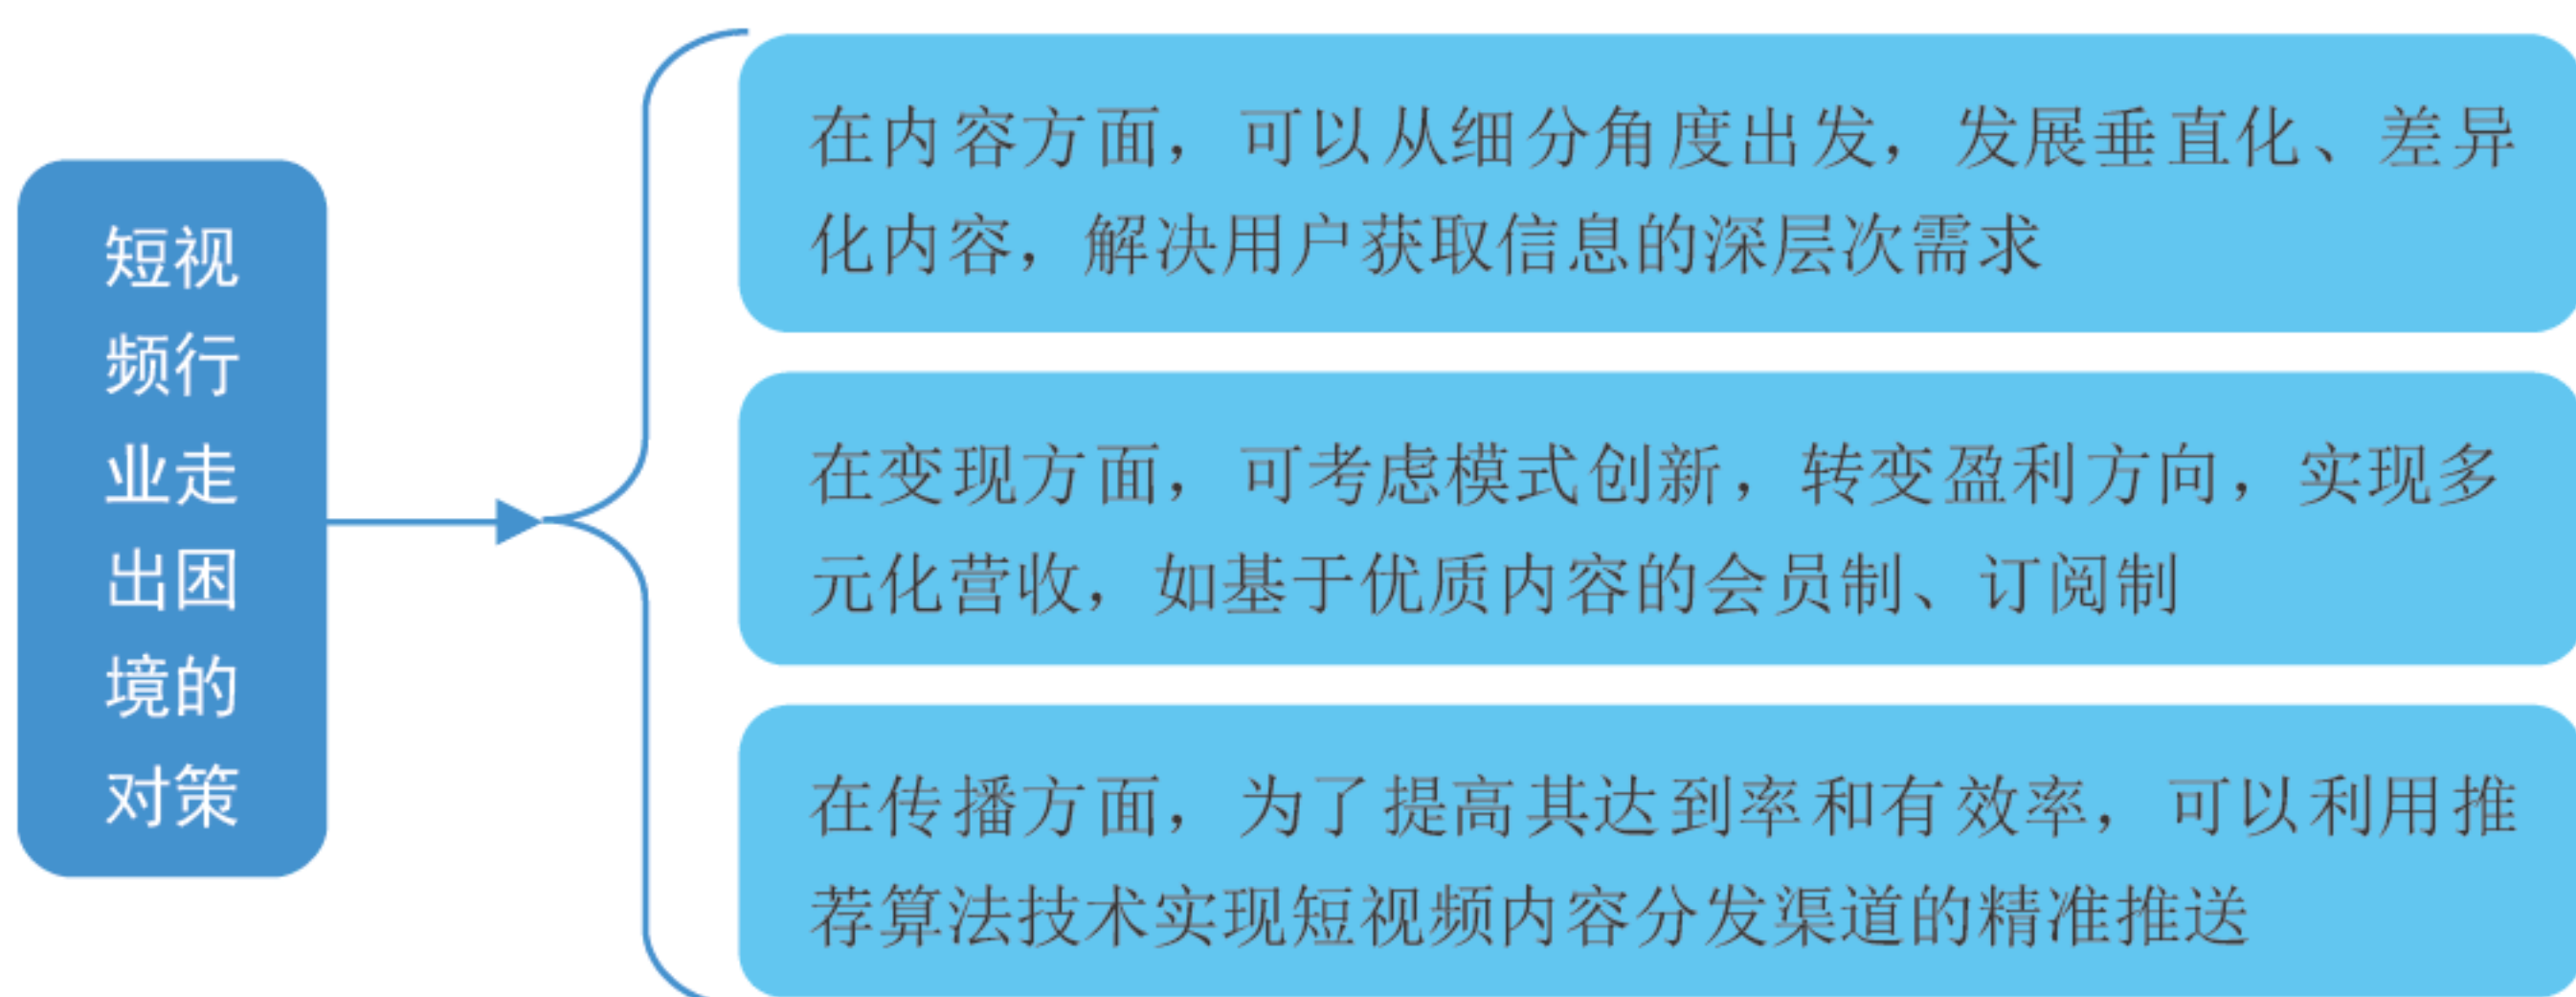 短视
频行
业走
出困
境的
对策
在内容方面，可以从细分角度出发，发展垂直化、差异
化内容，解决用户获取信息的深层次需求
在变现方面，可考虑模式创新，转变盈利方向，实现多
元化营收，如基于优质内容的会员制、订阅制
在传播方面，为了提高其达到率和有效率，可以利用推
荐算法技术实现短视频内容分发渠道的精准推送